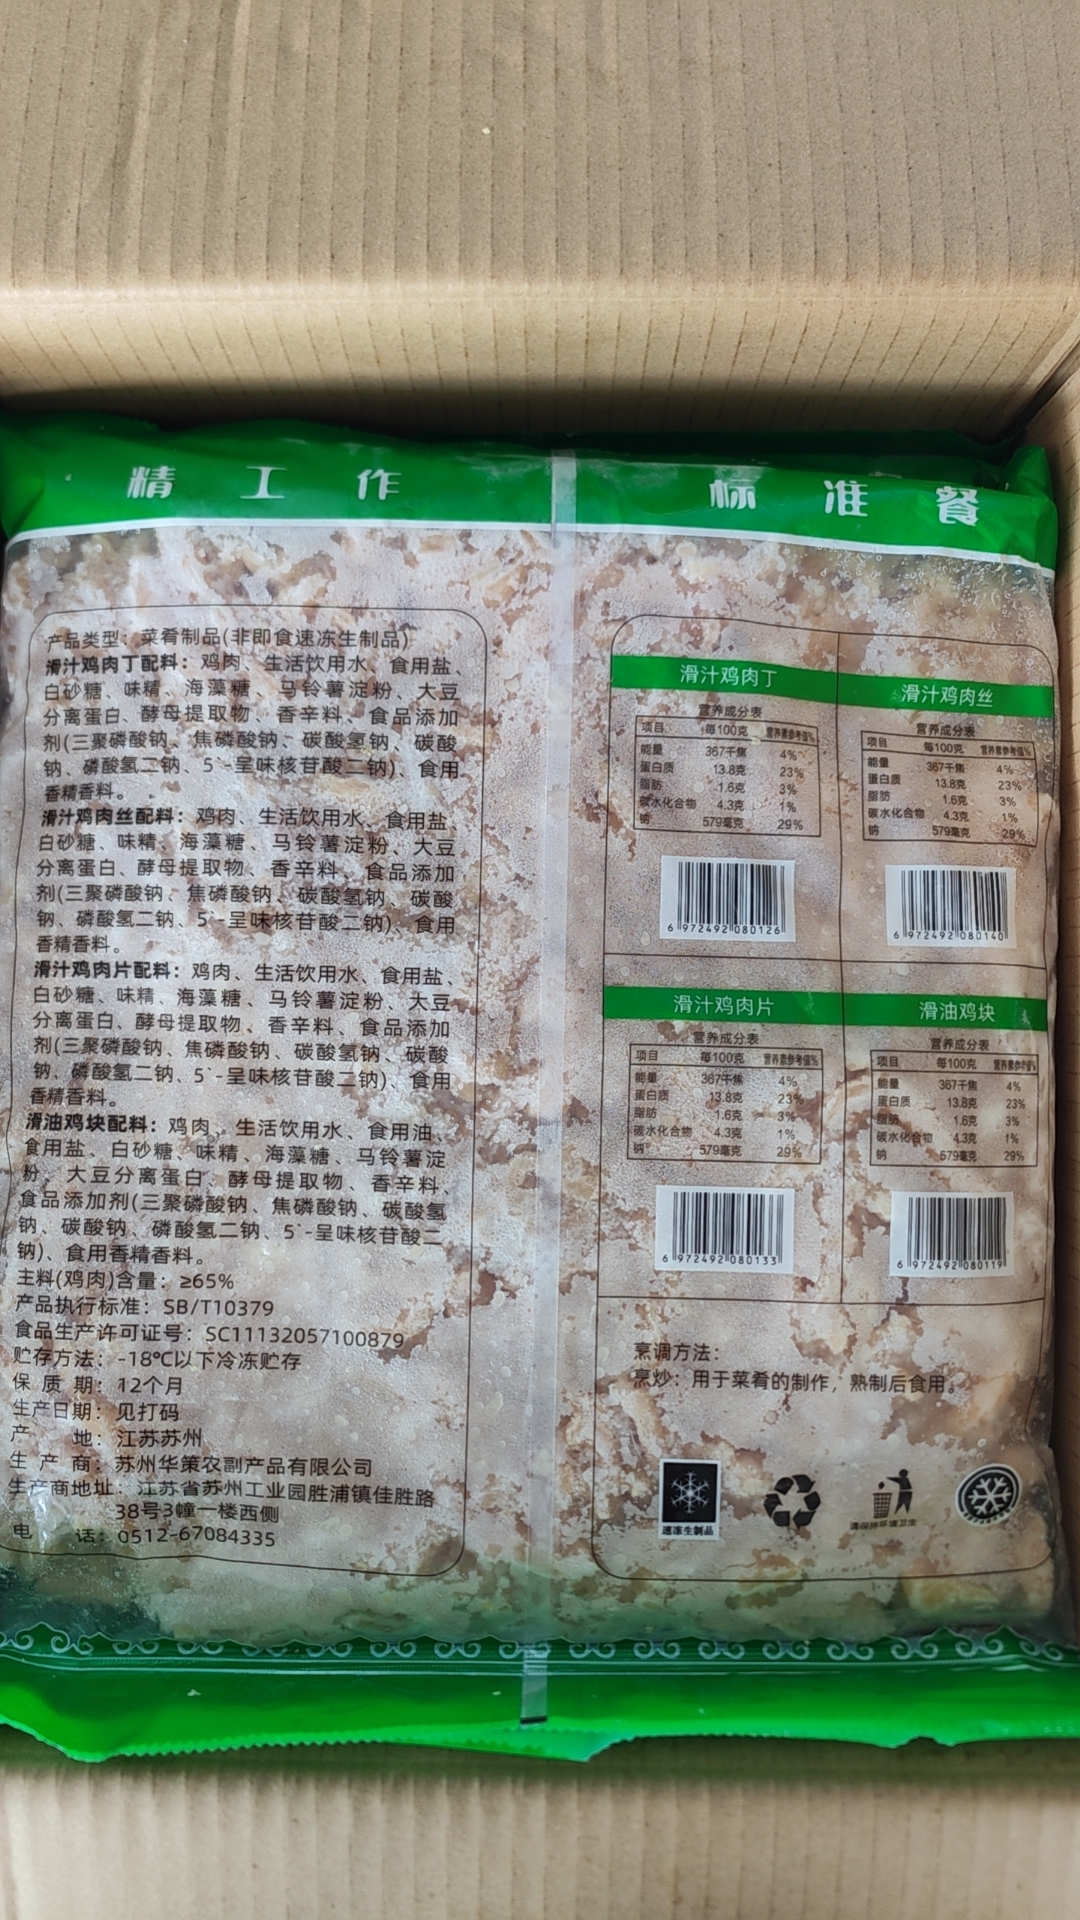 精工作
标准餐
产品类型：菜肴制品(非即食速冻生制品)
滑汁鸡肉丁配料：鸡肉、生活饮用水、食用盐、
白砂糖、味精、海藻糖、马铃薯淀粉、大豆
分离蛋白、酵母提取物、香辛料、食品添加
剂(三聚磷酸钠、焦磷酸钠、碳酸氢钠、碳酸
钠、磷酸氢二钠、5`-呈味核苷酸二钠)、食用
香精香料。
滑汁鸡肉丝配料：鸡肉、生活饮用水、食用盐、
白砂糖、味精、海藻糖、马铃薯淀粉、大豆
分离蛋白、酵母提取物、香辛料、食品添加
剂(三聚磷酸钠、焦磷酸钠、碳酸氢钠、碳酸
钠、磷酸氢二钠、5`-呈味核苷酸二钠)、食用
香精香料。
滑汁鸡肉片配料：鸡肉、生活饮用水、食用盐、
白砂糖、味精、海藻糖、马铃薯淀粉、大豆
分离蛋白、酵母提取物、香辛料、食品添加
剂(三聚磷酸钠、焦磷酸钠、碳酸氢钠、碳酸
钠、磷酸氢二钠、5`-呈味核苷酸二钠)、食用
香精香料。
滑油鸡块配料：鸡肉、生活饮用水、食用油、
食用盐、白砂糖、味精、海藻糖、马铃薯淀
粉、大豆分离蛋白、酵母提取物、香辛料、
食品添加剂(三聚磷酸钠、焦磷酸钠、碳酸氢
钠、碳酸钠、磷酸氢二钠、5`-呈味核苷酸二
钠)、食用香精香料。
主料(鸡肉)含量：≥65%
产品执行标准：SB/T10379
食品生产许可证号：SC11132057100879
贮存方法：-18℃以下冷冻贮存
保质期：12个月
生产日期：见打码
产地：江苏苏州
生产商：苏州华策农副产品有限公司
生产商地址：江苏省苏州工业园胜浦镇佳胜路
38号3幢一楼西侧
电话：0512-67084335
滑汁鸡肉丁
营养成分表
项目 每100克 营养素参考值%
能量 367千焦 4%
蛋白质 13.8克 23%
脂肪 1.6克 3%
碳水化合物 4.3克 1%
钠 579毫克 29%
6 972492 080126
滑汁鸡肉丝
营养成分表
项目 每100克 营养素参考值%
能量 367千焦 4%
蛋白质 13.8克 23%
脂肪 1.6克 3%
碳水化合物 4.3克 1%
钠 579毫克 29%
6 972492 080140
滑汁鸡肉片
营养成分表
项目 每100克 营养素参考值%
能量 367千焦 4%
蛋白质 13.8克 23%
脂肪 1.6克 3%
碳水化合物 4.3克 1%
钠 579毫克 29%
6 972492 080133
滑油鸡块
营养成分表
项目 每100克 营养素参考值%
能量 367千焦 4%
蛋白质 13.8克 23%
脂肪 1.6克 3%
碳水化合物 4.3克 1%
钠 579毫克 29%
6 972492 080119
烹调方法：
烹炒：用于菜肴的制作，熟制后食用。
速冻生制品
请保持环境卫生